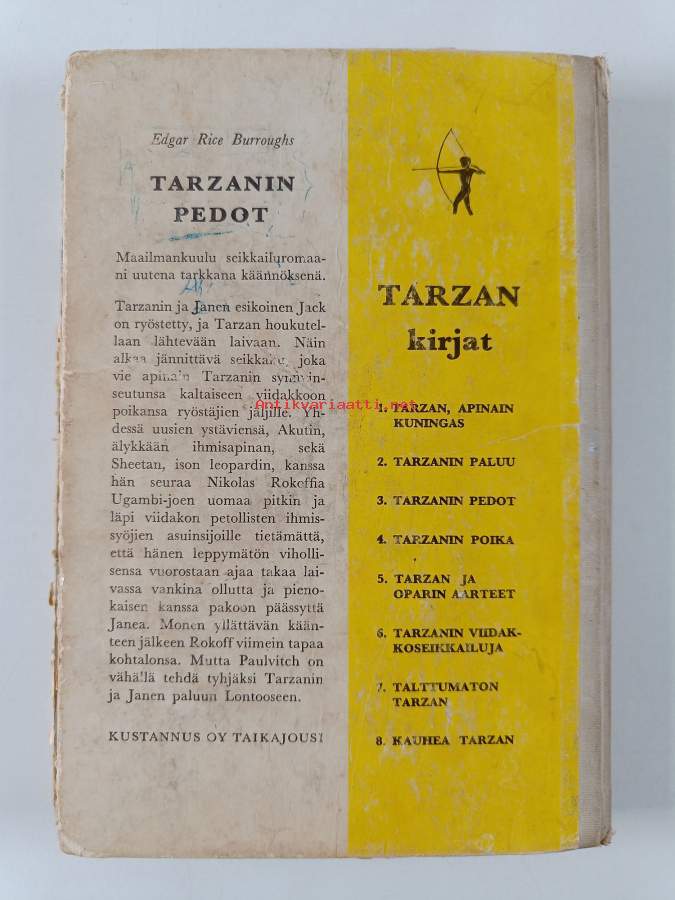 Edgar Rice Burroughs
TARZANIN
PEDOT
Maailmankuulu seikkailuromaa-
ni uutena tarkkana käännöksenä.
Tarzanin ja Janen esikoinen Jack
on ryöstetty, ja Tarzan houkutel-
laan lähtevään laivaan. Näin
alkaa jännittävä seikkailu, joka
vie apinain Tarzanin synnyin-
seutunsa kaltaiseen viidakkoon
poikansa ryöstäjien jäljille. Yh-
dessä uusien ystäviensä, Akutin,
älykkään ihmisapinan, sekä
Sheetan, ison leopardin, kanssa
hän seuraa Nikolas Rokoffia
Ugambi-joen uomaa pitkin ja
läpi viidakon petollisten ihmis-
syöjien asuinsijoille tietämättä,
että hänen leppymätön viholli-
sensa vuorostaan ajaa takaa lai-
vassa vankina ollutta ja pieno-
kaisen kanssa pakoon päässyttä
Janea. Monen yllättävän kään-
teen jälkeen Rokoff viimein tapaa
kohtalonsa. Mutta Paulvitch on
vähällä tehdä tyhjäksi Tarzanin
ja Janen paluun Lontooseen.
KUSTANNUS OY TAIKAJOUSI
TARZAN
kirjat
1. TARZAN, APINAIN
KUNINGAS
2. TARZANIN PALUU
3. TARZANIN PEDOT
4. TARZANIN POIKA
5. TARZAN JA
OPARIN AARTEET
6. TARZANIN VIIDAK-
KOSEIKKAILUJA
7. TALTTUMATON
TARZAN
8. KAUHEA TARZAN
Antikvariaatti.net